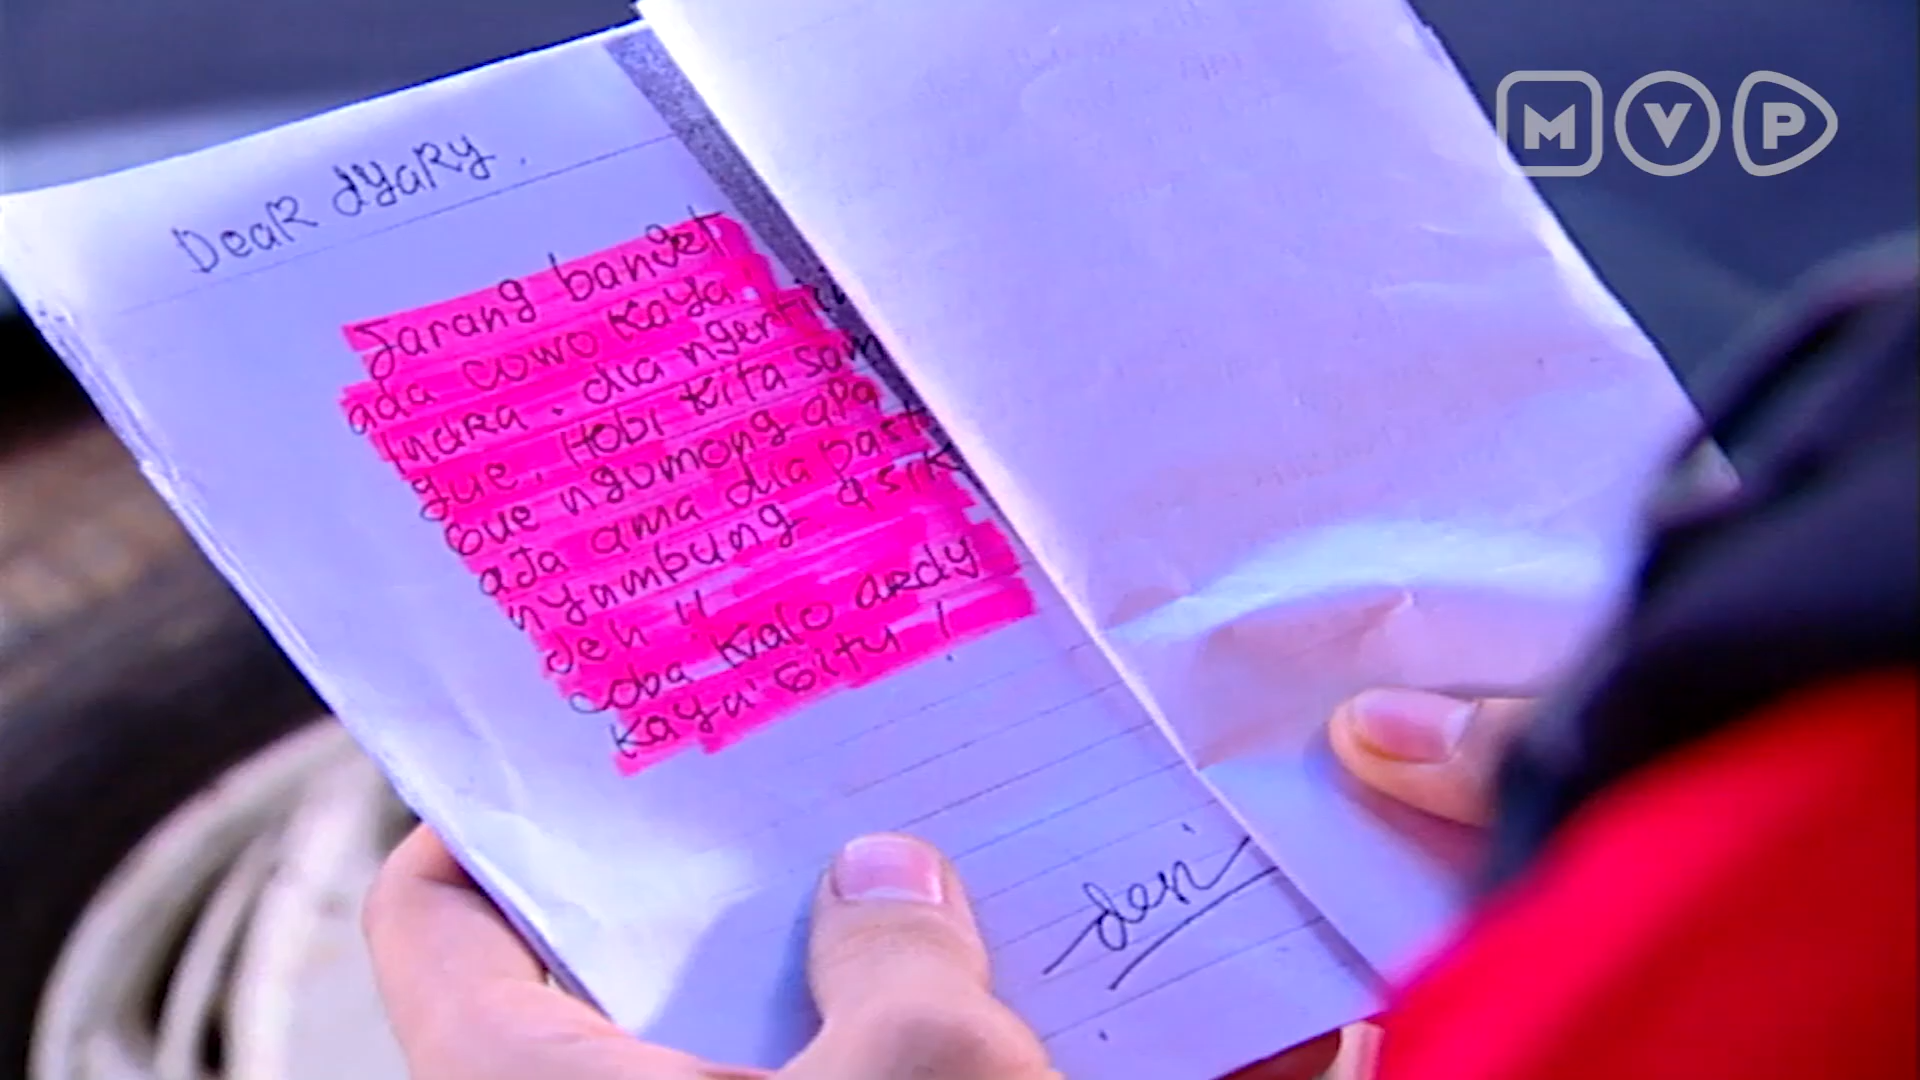 MVP
Dear dyary.
Jarang banget
ada cowo kaya
Indra. dia ngerti
gue. Hobi kita sam
Gue ngomong apa
aja ama dia pasti
nyambung asik
deh !!
Coba kalo ardy
kaya' Gitu !
desi